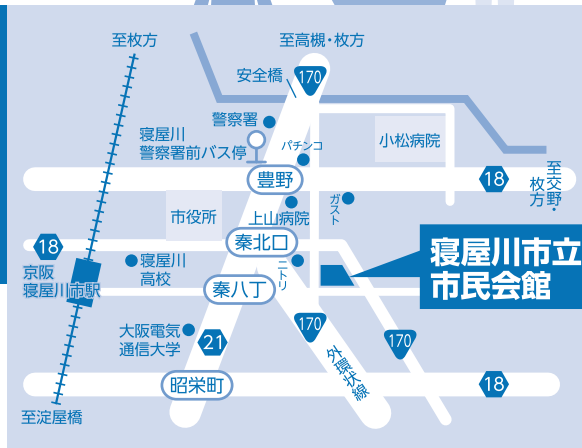 至枚方
至高槻・枚方
安全橋
170
警察署
寝屋川
警察署前バス停
パチンコ
小松病院
豊野
18
至交野・
枚方
ガスト
市役所
上山病院
秦北口
18
京阪
寝屋川市駅
寝屋川
高校
ニトリ
寝屋川市立
市民会館
秦八丁
大阪電気
通信大学
21
170
170
外環状線
昭栄町
18
至淀屋橋